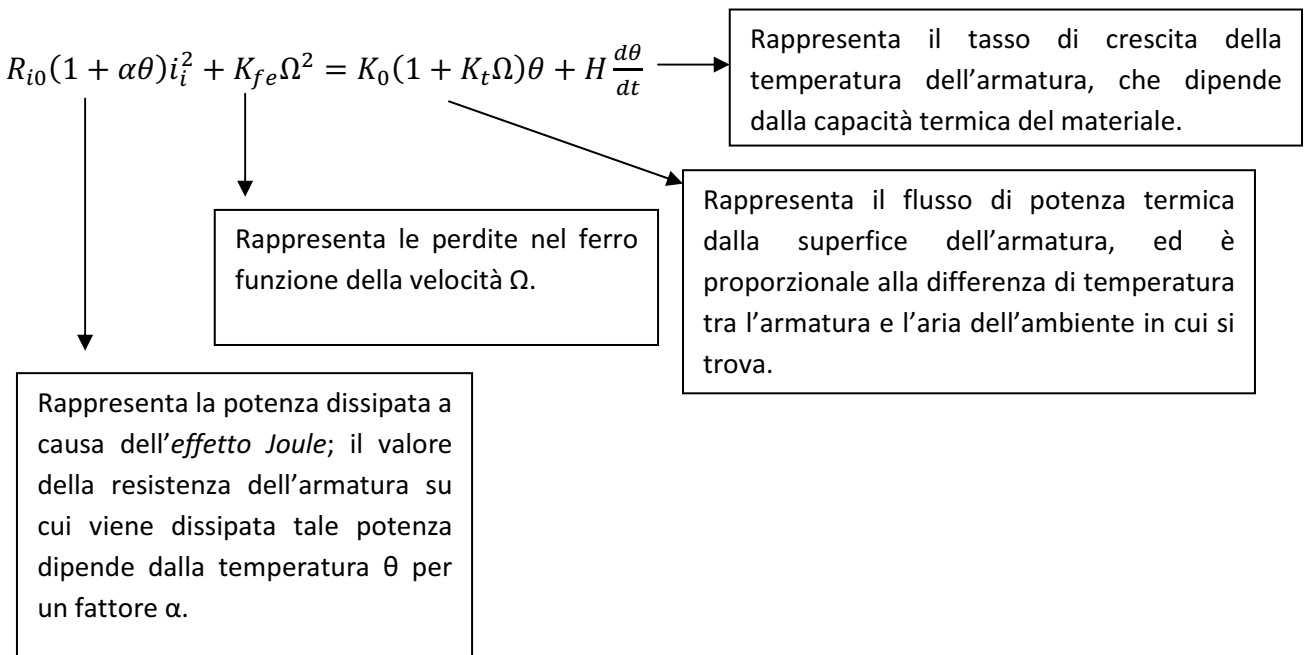 R_{i0}(1 + αθ)i_i^2 + K_{fe}Ω^2 = K_0(1 + K_tΩ)θ + H \frac{dθ}{dt}
Rappresenta il tasso di crescita della
temperatura dell’armatura, che dipende
dalla capacità termica del materiale.
Rappresenta il flusso di potenza termica
dalla superfice dell’armatura, ed è
proporzionale alla differenza di temperatura
tra l’armatura e l’aria dell’ambiente in cui si
trova.
Rappresenta le perdite nel ferro
funzione della velocità Ω.
Rappresenta la potenza dissipata a
causa dell’effetto Joule; il valore
della resistenza dell’armatura su
cui viene dissipata tale potenza
dipende dalla temperatura θ per
un fattore α.